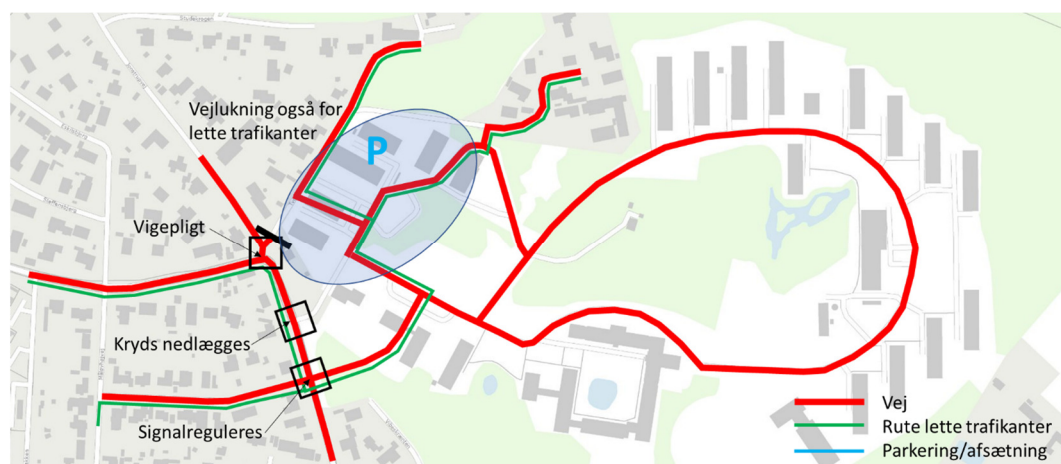 Vejlukning også for
lette trafikanter
P
Vigepligt
Kryds nedlægges
Signalreguleres
Vej
Rute lette trafikanter
Parkering/afsætning